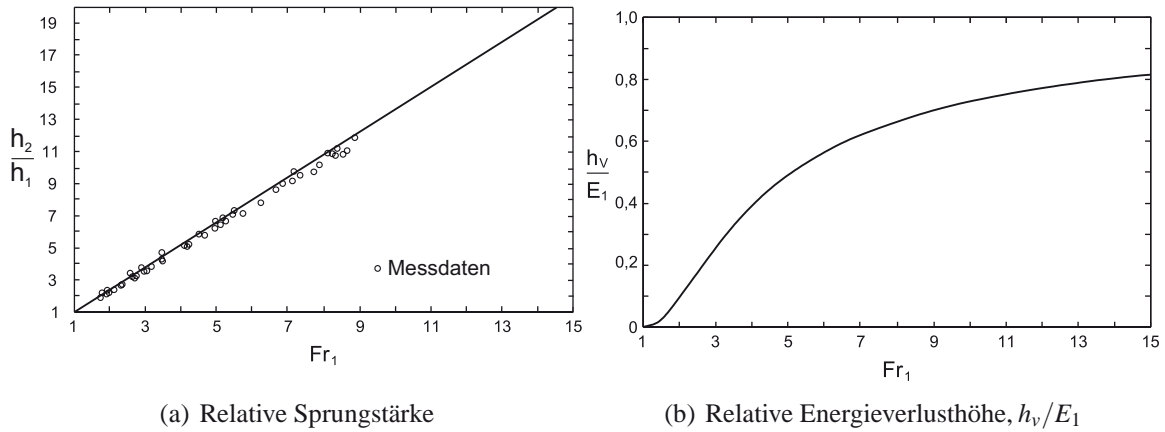 19
17
15
13
11
9
7
5
3
1
h₂
h₁
1 3 5 7 9 11 13 15
Fr₁
Messdaten
(a) Relative Sprungstärke
1,0
0,8
0,6
0,4
0,2
0
h_V
E₁
1 3 5 7 9 11 13 15
Fr₁
(b) Relative Energieverlusthöhe, h_v/E₁